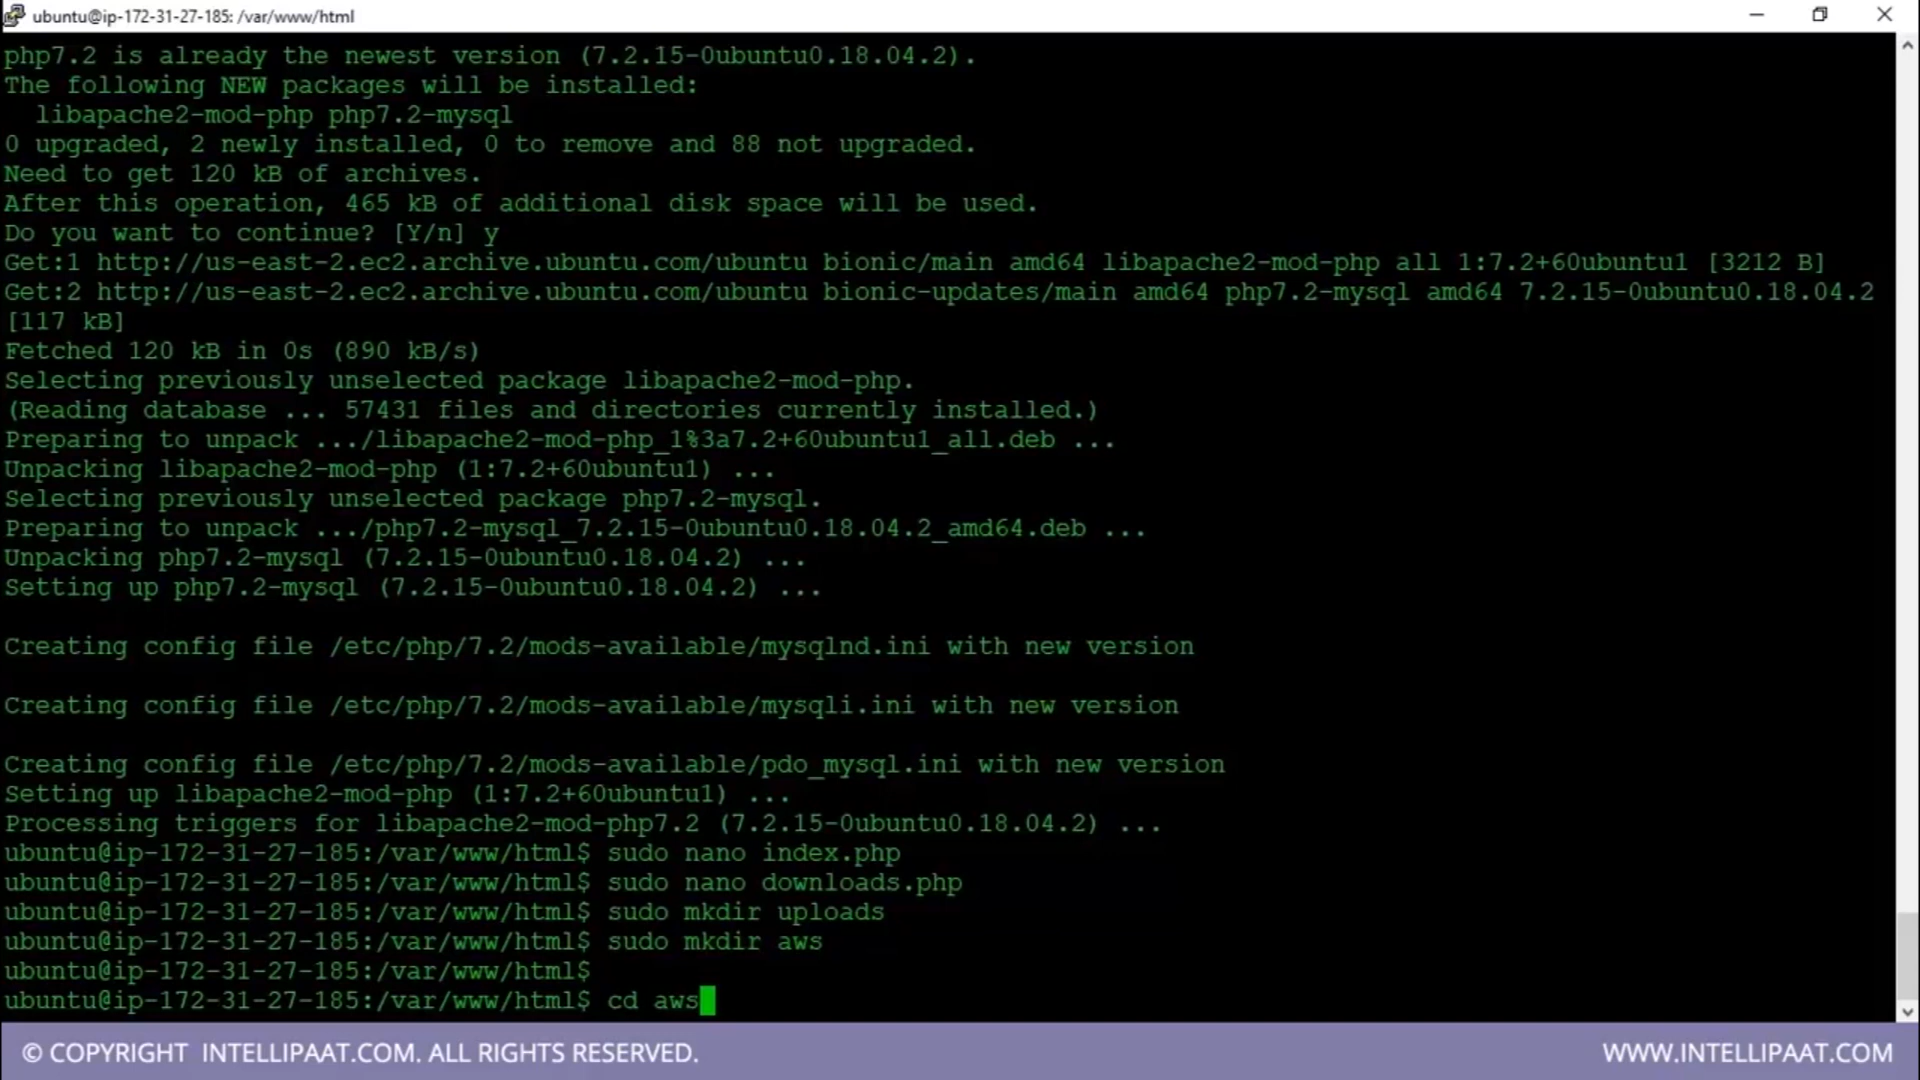 ubuntu@ip-172-31-27-185: /var/www/html
php7.2 is already the newest version (7.2.15-0ubuntu0.18.04.2).
The following NEW packages will be installed:
  libapache2-mod-php php7.2-mysql
0 upgraded, 2 newly installed, 0 to remove and 88 not upgraded.
Need to get 120 kB of archives.
After this operation, 465 kB of additional disk space will be used.
Do you want to continue? [Y/n] y
Get:1 http://us-east-2.ec2.archive.ubuntu.com/ubuntu bionic/main amd64 libapache2-mod-php all 1:7.2+60ubuntu1 [3212 B]
Get:2 http://us-east-2.ec2.archive.ubuntu.com/ubuntu bionic-updates/main amd64 php7.2-mysql amd64 7.2.15-0ubuntu0.18.04.2
[117 kB]
Fetched 120 kB in 0s (890 kB/s)
Selecting previously unselected package libapache2-mod-php.
(Reading database ... 57431 files and directories currently installed.)
Preparing to unpack .../libapache2-mod-php_1%3a7.2+60ubuntu1_all.deb ...
Unpacking libapache2-mod-php (1:7.2+60ubuntu1) ...
Selecting previously unselected package php7.2-mysql.
Preparing to unpack .../php7.2-mysql_7.2.15-0ubuntu0.18.04.2_amd64.deb ...
Unpacking php7.2-mysql (7.2.15-0ubuntu0.18.04.2) ...
Setting up php7.2-mysql (7.2.15-0ubuntu0.18.04.2) ...
Creating config file /etc/php/7.2/mods-available/mysqlnd.ini with new version
Creating config file /etc/php/7.2/mods-available/mysqli.ini with new version
Creating config file /etc/php/7.2/mods-available/pdo_mysql.ini with new version
Setting up libapache2-mod-php (1:7.2+60ubuntu1) ...
Processing triggers for libapache2-mod-php7.2 (7.2.15-0ubuntu0.18.04.2) ...
ubuntu@ip-172-31-27-185:/var/www/html$ sudo nano index.php
ubuntu@ip-172-31-27-185:/var/www/html$ sudo nano downloads.php
ubuntu@ip-172-31-27-185:/var/www/html$ sudo mkdir uploads
ubuntu@ip-172-31-27-185:/var/www/html$ sudo mkdir aws
ubuntu@ip-172-31-27-185:/var/www/html$
ubuntu@ip-172-31-27-185:/var/www/html$ cd aws
© COPYRIGHT INTELLIPAAT.COM. ALL RIGHTS RESERVED.
WWW.INTELLIPAAT.COM